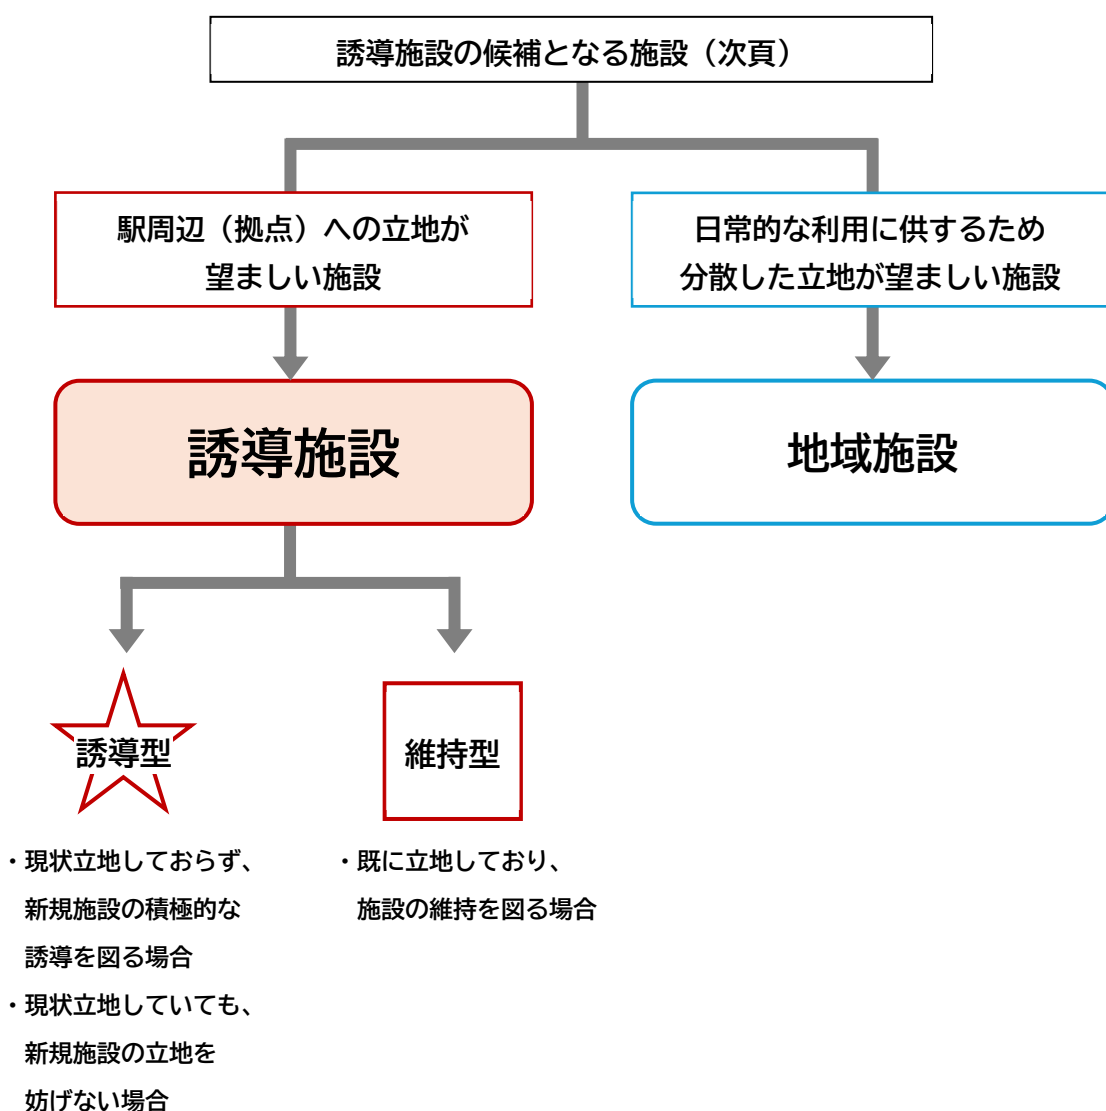 誘導施設の候補となる施設（次頁）
駅周辺（拠点）への立地が
望ましい施設
日常的な利用に供するため
分散した立地が望ましい施設
誘導施設
地域施設
誘導型
維持型
・現状立地しておらず、
新規施設の積極的な
誘導を図る場合
・現状立地していても、
新規施設の立地を
妨げない場合
・既に立地しており、
施設の維持を図る場合